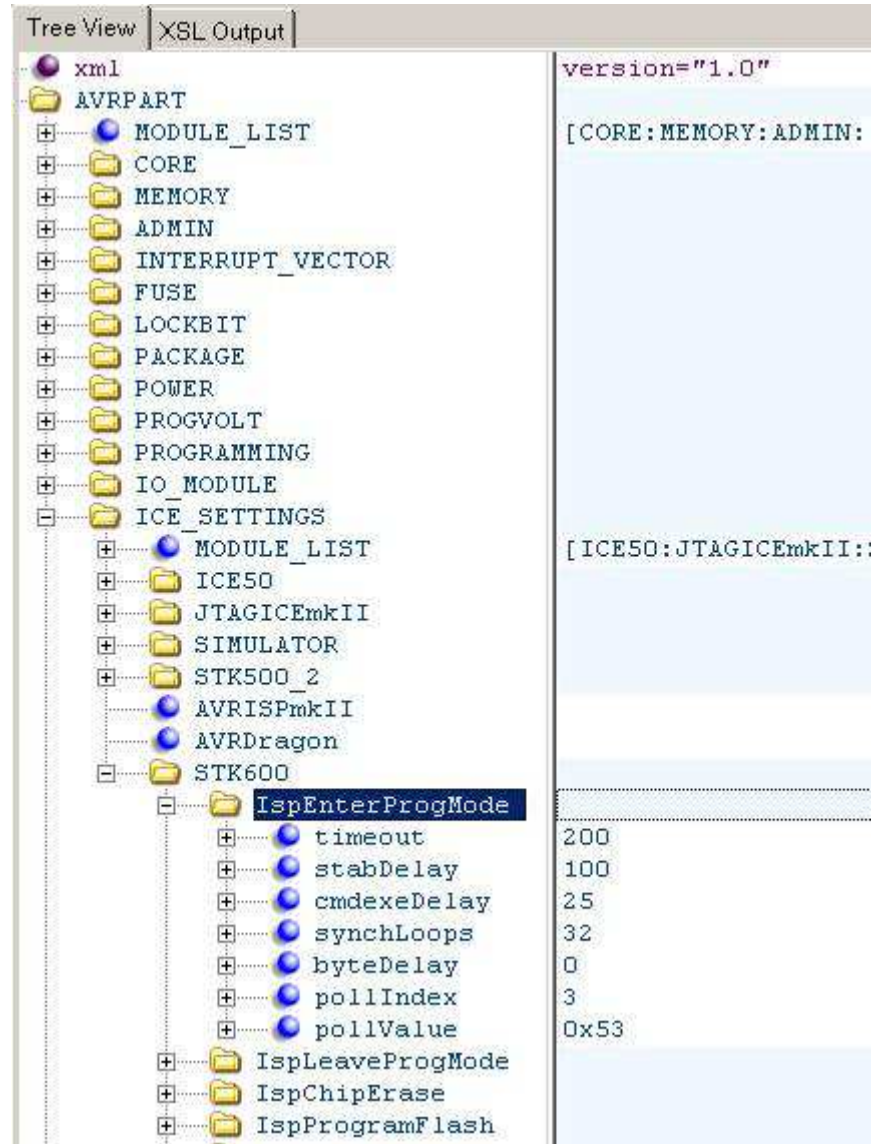 Tree View XSL Output
xml version="1.0"
AVRPART
MODULE_LIST [CORE:MEMORY:ADMIN:
CORE
MEMORY
ADMIN
INTERRUPT_VECTOR
FUSE
LOCKBIT
PACKAGE
POWER
PROGVOLT
PROGRAMMING
IO_MODULE
ICE_SETTINGS
MODULE_LIST [ICE50:JTAGICEmkII:
ICE50
JTAGICEmkII
SIMULATOR
STK500_2
AVRISPmkII
AVRDragon
STK600
IspEnterProgMode
timeout 200
stabDelay 100
cmdexeDelay 25
synchLoops 32
byteDelay 0
pollIndex 3
pollValue 0x53
IspLeaveProgMode
IspChipErase
IspProgramFlash